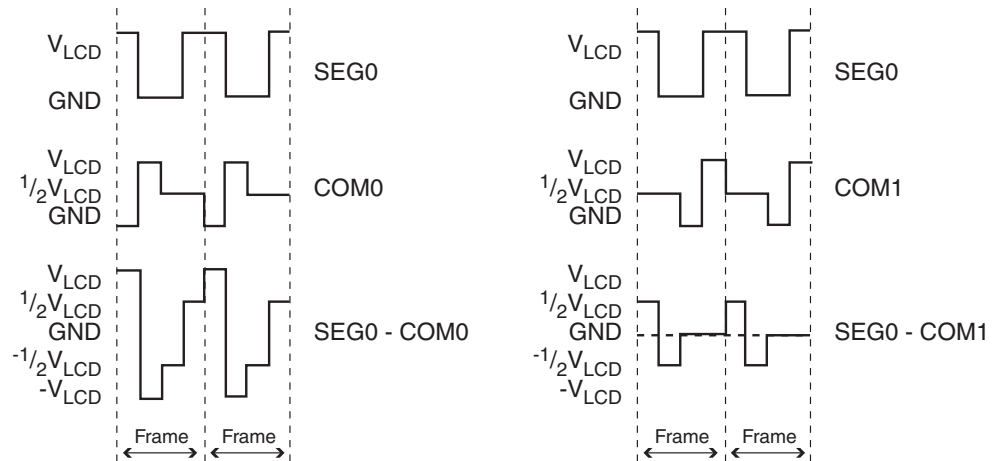 V_LCD
GND
SEG0
V_LCD
1/2V_LCD
GND
COM0
V_LCD
1/2V_LCD
GND
-1/2V_LCD
-V_LCD
SEG0 - COM0
Frame Frame
V_LCD
GND
SEG0
V_LCD
1/2V_LCD
GND
COM1
V_LCD
1/2V_LCD
GND
-1/2V_LCD
-V_LCD
SEG0 - COM1
Frame Frame